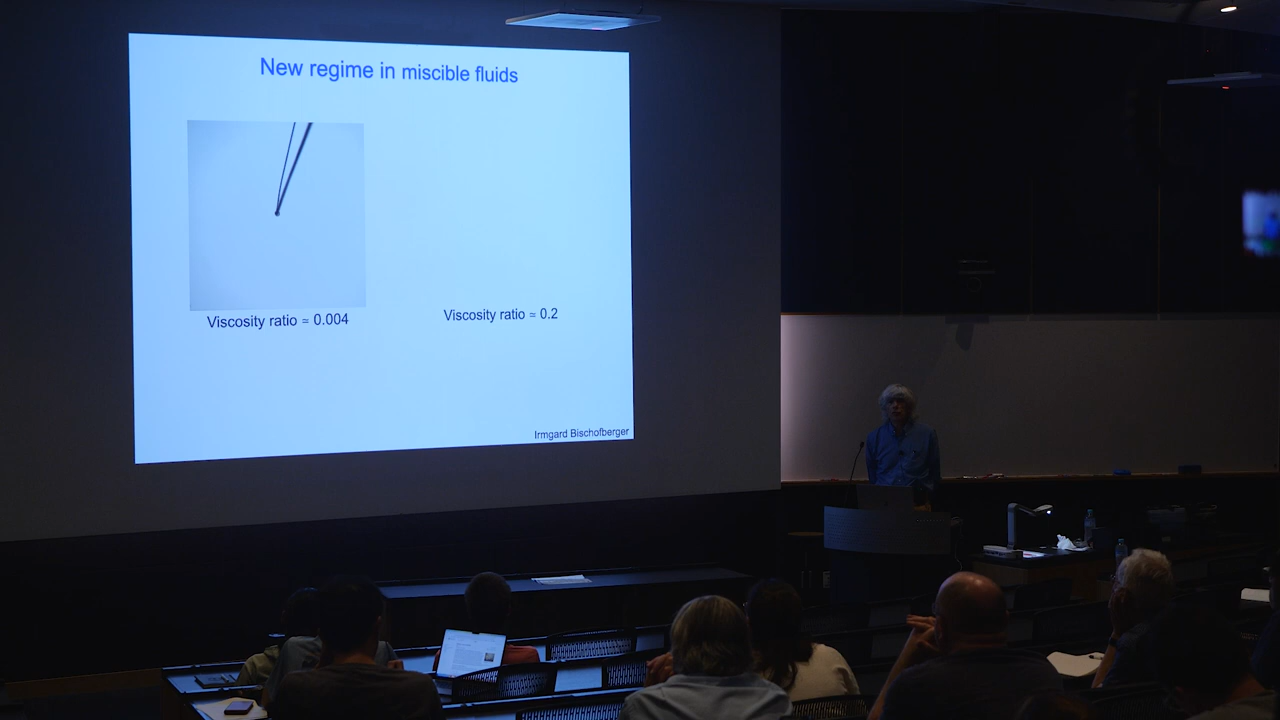 New regime in miscible fluids
Viscosity ratio = 0.004
Viscosity ratio = 0.2
Irmgard Bischofberger